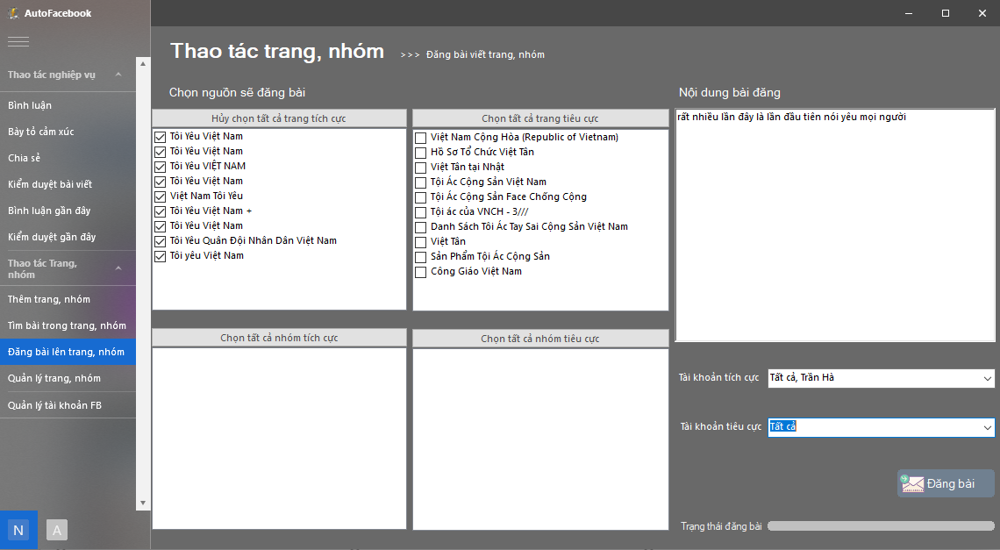 AutoFacebook
Thao tác nghiệp vụ
Bình luận
Bày tỏ cảm xúc
Chia sẻ
Kiểm duyệt bài viết
Bình luận gần đây
Kiểm duyệt gần đây
Thao tác Trang,
nhóm
Thêm trang, nhóm
Tìm bài trong trang, nhóm
Đăng bài lên trang, nhóm
Quản lý trang, nhóm
Quản lý tài khoản FB
N
A
Thao tác trang, nhóm >>> Đăng bài viết trang, nhóm
Chọn nguồn sẽ đăng bài
Hủy chọn tất cả trang tích cực
Tôi Yêu Việt Nam
Tôi Yêu Việt Nam
Tôi Yêu VIỆT NAM
Tôi Yêu Việt Nam
Việt Nam Tôi Yêu
Tôi Yêu Việt Nam +
Tôi Yêu Việt Nam
Tôi Yêu Quân Đội Nhân Dân Việt Nam
Tôi yêu Việt Nam
Chọn tất cả trang tiêu cực
Việt Nam Cộng Hòa (Republic of Vietnam)
Hồ Sơ Tổ Chức Việt Tân
Việt Tân tại Nhật
Tội Ác Cộng Sản Việt Nam
Tội Ác Cộng Sản Face Chống Cộng
Tội ác của VNCH - 3///
Danh Sách Tôi Ác Tay Sai Cộng Sản Việt Nam
Việt Tân
Sản Phẩm Tội Ác Cộng Sản
Công Giáo Việt Nam
Chọn tất cả nhóm tích cực
Chọn tất cả nhóm tiêu cực
Nội dung bài đăng
rất nhiều lần đây là lần đầu tiên nói yêu mọi người
Tài khoản tích cực Tất cả, Trần Hà
Tài khoản tiêu cực Tất cả
Đăng bài
Trạng thái đăng bài